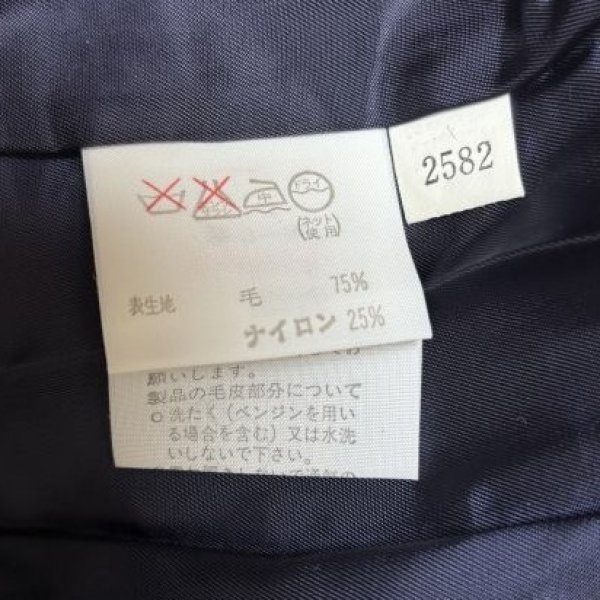 2582
中
ドライ
(ネット
使用)
表生地 毛 75%
ナイロン 25%
願いします。
製品の毛皮部分について
○洗たく(ベンジンを用い
る場合を含む)又は水洗
いしないで下さい。